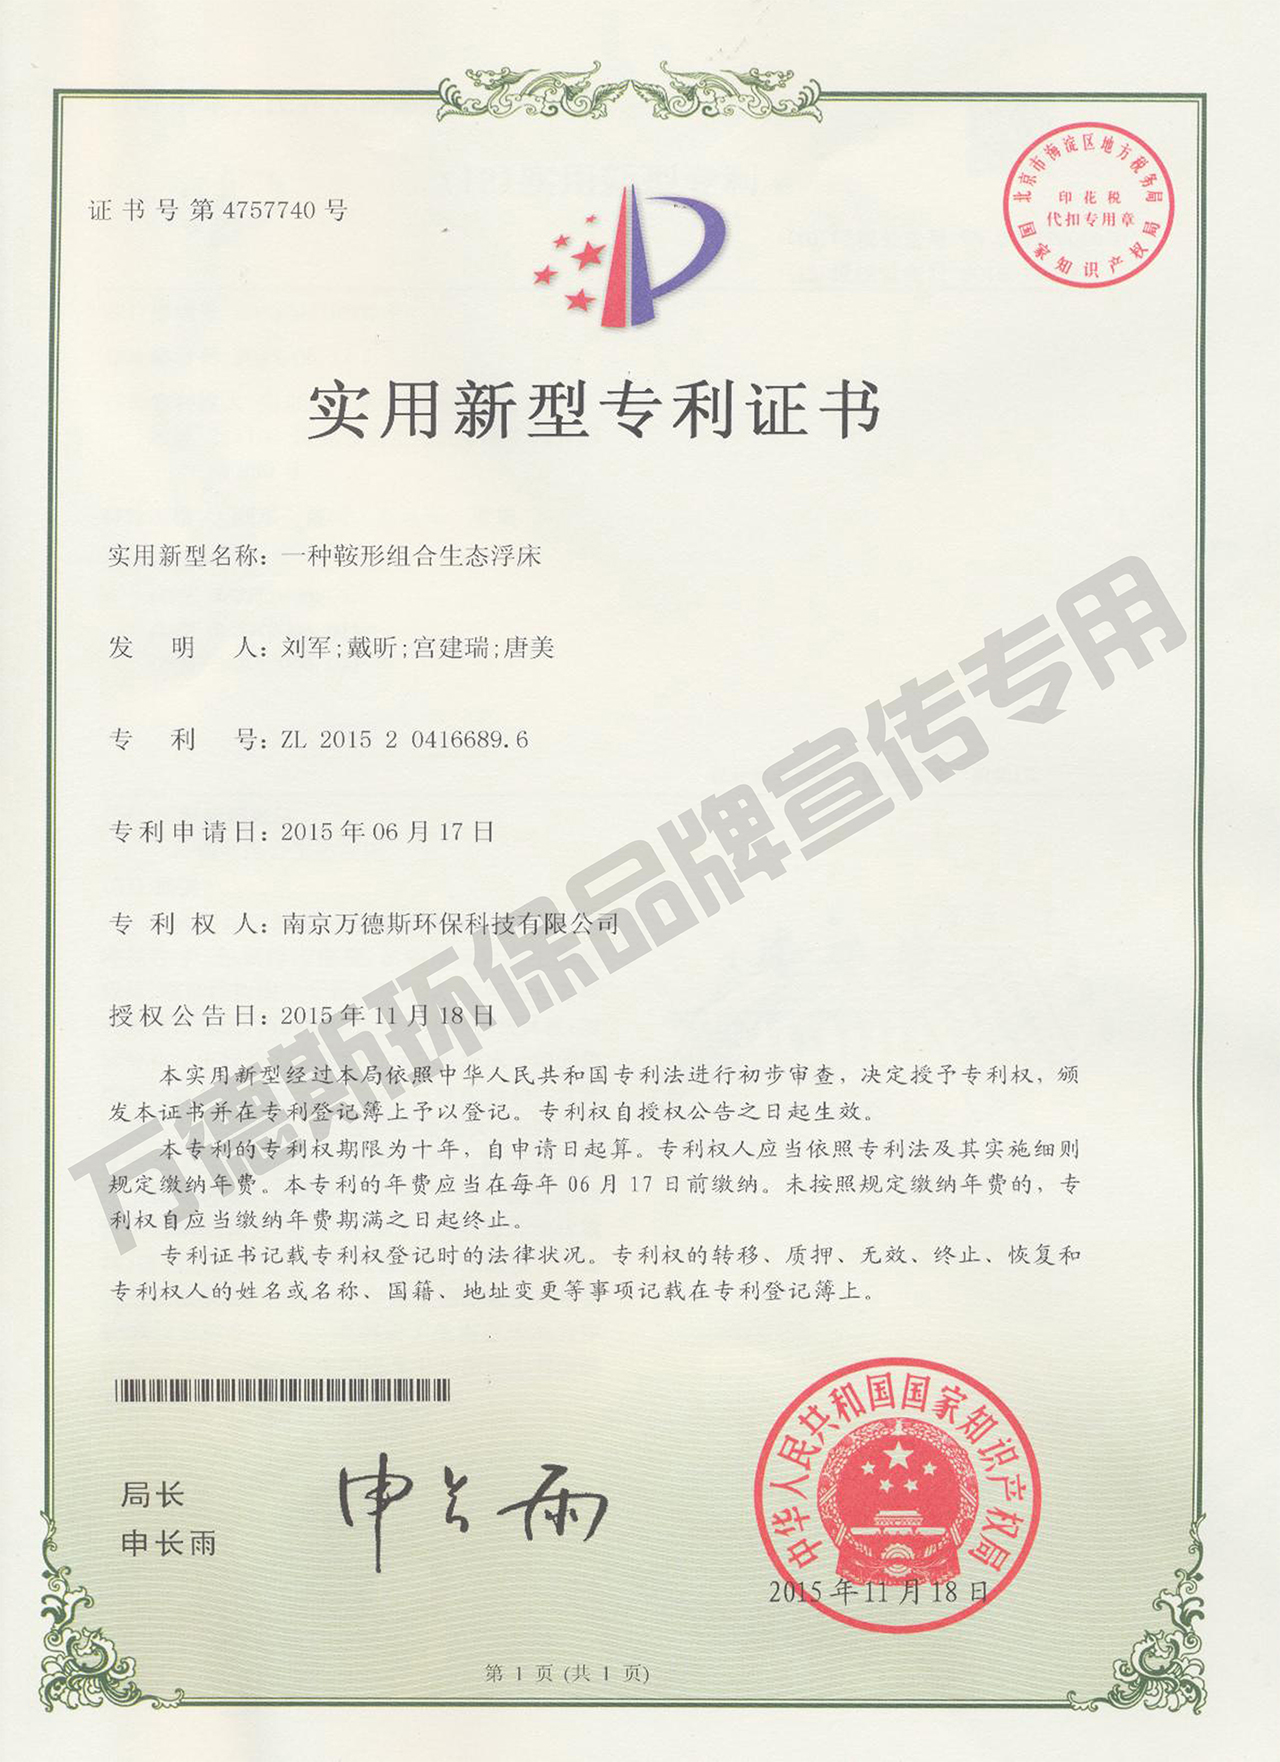 证书号第4757740号
北京市海淀区地方税务局
印花税
代扣专用章
国家知识产权局
实用新型专利证书
实用新型名称：一种鞍形组合生态浮床
发明人：刘军;戴昕;宫建瑞;唐美
专利号：ZL 2015 2 0416689.6
专利申请日：2015年06月17日
专利权人：南京万德斯环保科技有限公司
授权公告日：2015年11月18日
本实用新型经过本局依照中华人民共和国专利法进行初步审查，决定授予专利权，颁
发本证书并在专利登记簿上予以登记。专利权自授权公告之日起生效。
本专利的专利权期限为十年，自申请日起算。专利权人应当依照专利法及其实施细则
规定缴纳年费。本专利的年费应当在每年06月17日前缴纳。未按照规定缴纳年费的，专
利权自应当缴纳年费期满之日起终止。
专利证书记载专利权登记时的法律状况。专利权的转移、质押、无效、终止、恢复和
专利权人的姓名或名称、国籍、地址变更等事项记载在专利登记簿上。
万德斯环保品牌宣传专用
局长
申长雨
申长雨
中华人民共和国国家知识产权局
2015年11月18日
第1页(共1页)